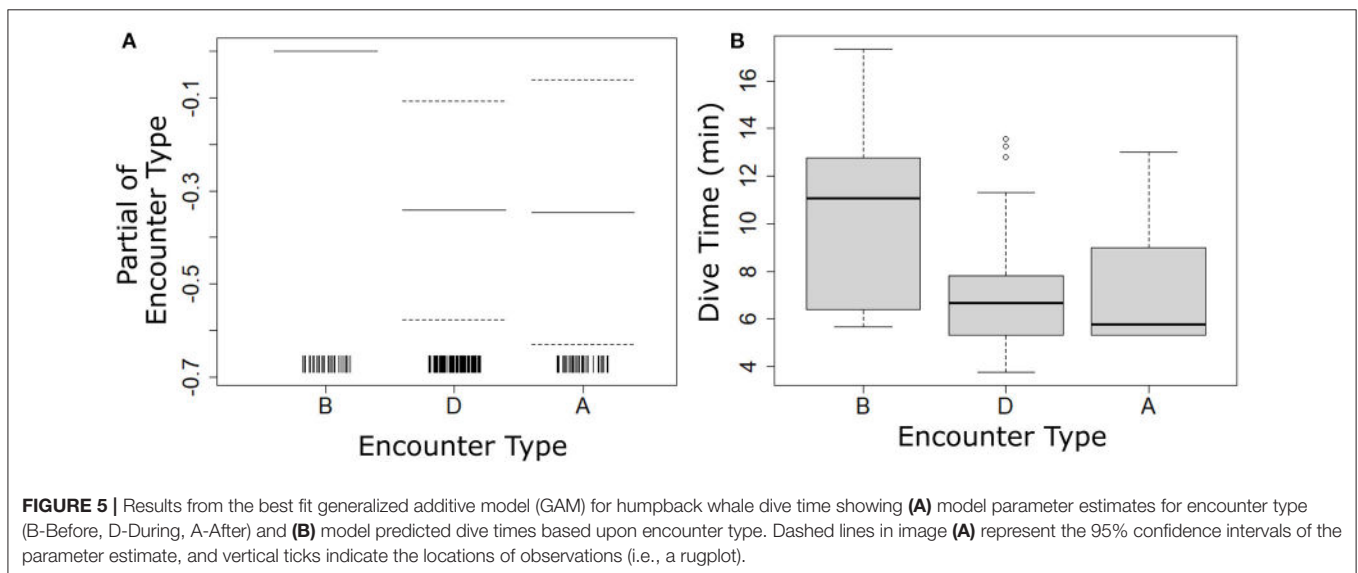 A
Partial of
Encounter Type
-0.1
-0.3
-0.5
-0.7
B
D
A
Encounter Type
B
Dive Time (min)
16
14
12
10
8
6
4
B
D
A
Encounter Type
FIGURE 5 | Results from the best fit generalized additive model (GAM) for humpback whale dive time showing (A) model parameter estimates for encounter type
(B-Before, D-During, A-After) and (B) model predicted dive times based upon encounter type. Dashed lines in image (A) represent the 95% confidence intervals of the
parameter estimate, and vertical ticks indicate the locations of observations (i.e., a rugplot).